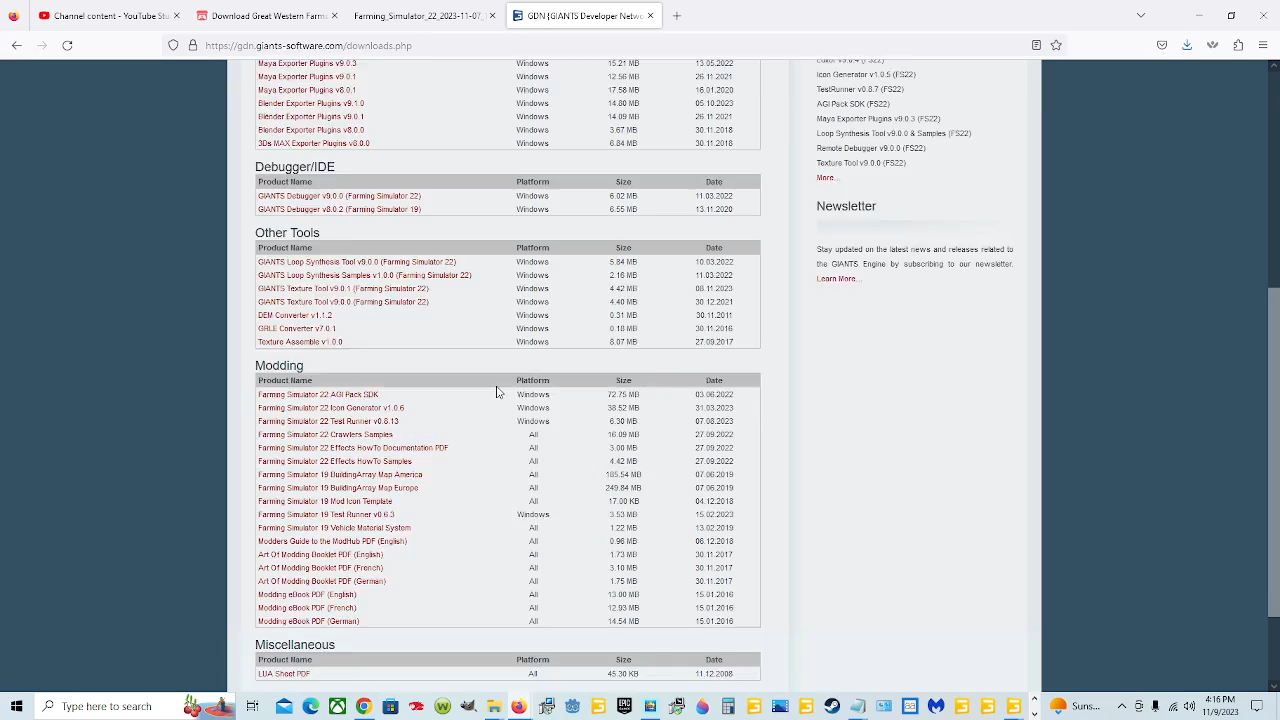 Channel content - YouTube Stu
Download Great Western Farms
Farming_Simulator_22_2023-11-07_
GDN {GIANTS Developer Netwo
https://gdn.giants-software.com/downloads.php
Maya Exporter Plugins v9.0.3 Windows 15.21 MB 13.05.2022
Maya Exporter Plugins v9.0.1 Windows 12.56 MB 26.11.2021
Maya Exporter Plugins v8.0.1 Windows 17.58 MB 16.01.2020
Blender Exporter Plugins v9.1.0 Windows 14.80 MB 05.10.2023
Blender Exporter Plugins v9.0.1 Windows 14.09 MB 26.11.2021
Blender Exporter Plugins v8.0.0 Windows 3.67 MB 30.11.2018
3Ds MAX Exporter Plugins v8.0.0 Windows 6.84 MB 30.11.2018
Debugger/IDE
Product Name Platform Size Date
GIANTS Debugger v9.0.0 (Farming Simulator 22) Windows 6.02 MB 11.03.2022
GIANTS Debugger v8.0.2 (Farming Simulator 19) Windows 6.55 MB 13.11.2020
Other Tools
Product Name Platform Size Date
GIANTS Loop Synthesis Tool v9.0.0 (Farming Simulator 22) Windows 5.84 MB 10.03.2022
GIANTS Loop Synthesis Samples v1.0.0 (Farming Simulator 22) Windows 2.16 MB 11.03.2022
GIANTS Texture Tool v9.0.1 (Farming Simulator 22) Windows 4.42 MB 08.11.2023
GIANTS Texture Tool v9.0.0 (Farming Simulator 22) Windows 4.40 MB 30.12.2021
DEM Converter v1.1.2 Windows 0.31 MB 30.11.2011
GRLE Converter v7.0.1 Windows 0.18 MB 30.11.2016
Texture Assemble v1.0.0 Windows 8.07 MB 27.09.2017
Modding
Product Name Platform Size Date
Farming Simulator 22 AGI Pack SDK Windows 72.75 MB 03.06.2022
Farming Simulator 22 Icon Generator v1.0.6 Windows 38.52 MB 31.03.2023
Farming Simulator 22 Test Runner v0.8.13 Windows 6.30 MB 07.08.2023
Farming Simulator 22 Crawlers Samples All 16.09 MB 27.09.2022
Farming Simulator 22 Effects HowTo Documentation PDF All 3.00 MB 27.09.2022
Farming Simulator 22 Effects HowTo Samples All 4.42 MB 27.09.2022
Farming Simulator 19 BuildingArray Map America All 185.54 MB 07.06.2019
Farming Simulator 19 BuildingArray Map Europe All 249.84 MB 07.06.2019
Farming Simulator 19 Mod Icon Template All 17.00 KB 04.12.2018
Farming Simulator 19 Test Runner v0.6.3 Windows 3.53 MB 15.02.2023
Farming Simulator 19 Vehicle Material System All 1.22 MB 13.02.2019
Modders Guide to the ModHub PDF (English) All 0.96 MB 06.12.2018
Art Of Modding Booklet PDF (English) All 1.73 MB 30.11.2017
Art Of Modding Booklet PDF (French) All 3.10 MB 30.11.2017
Art Of Modding Booklet PDF (German) All 1.75 MB 30.11.2017
Modding eBook PDF (English) All 13.00 MB 15.01.2016
Modding eBook PDF (French) All 12.93 MB 15.01.2016
Modding eBook PDF (German) All 14.54 MB 15.01.2016
Miscellaneous
Product Name Platform Size Date
LUA Sheet PDF All 45.30 KB 11.12.2008
Icon Generator v1.0.5 (FS22)
TestRunner v0.8.7 (FS22)
AGI Pack SDK (FS22)
Maya Exporter Plugins v9.0.3 (FS22)
Loop Synthesis Tool v9.0.0 & Samples (FS22)
Remote Debugger v9.0.0 (FS22)
Texture Tool v9.0.0 (FS22)
More...
Newsletter
Stay updated on the latest news and releases related to
the GIANTS Engine by subscribing to our newsletter.
Learn More...
Type here to search
Suns...
4:16 PM
11/9/2023